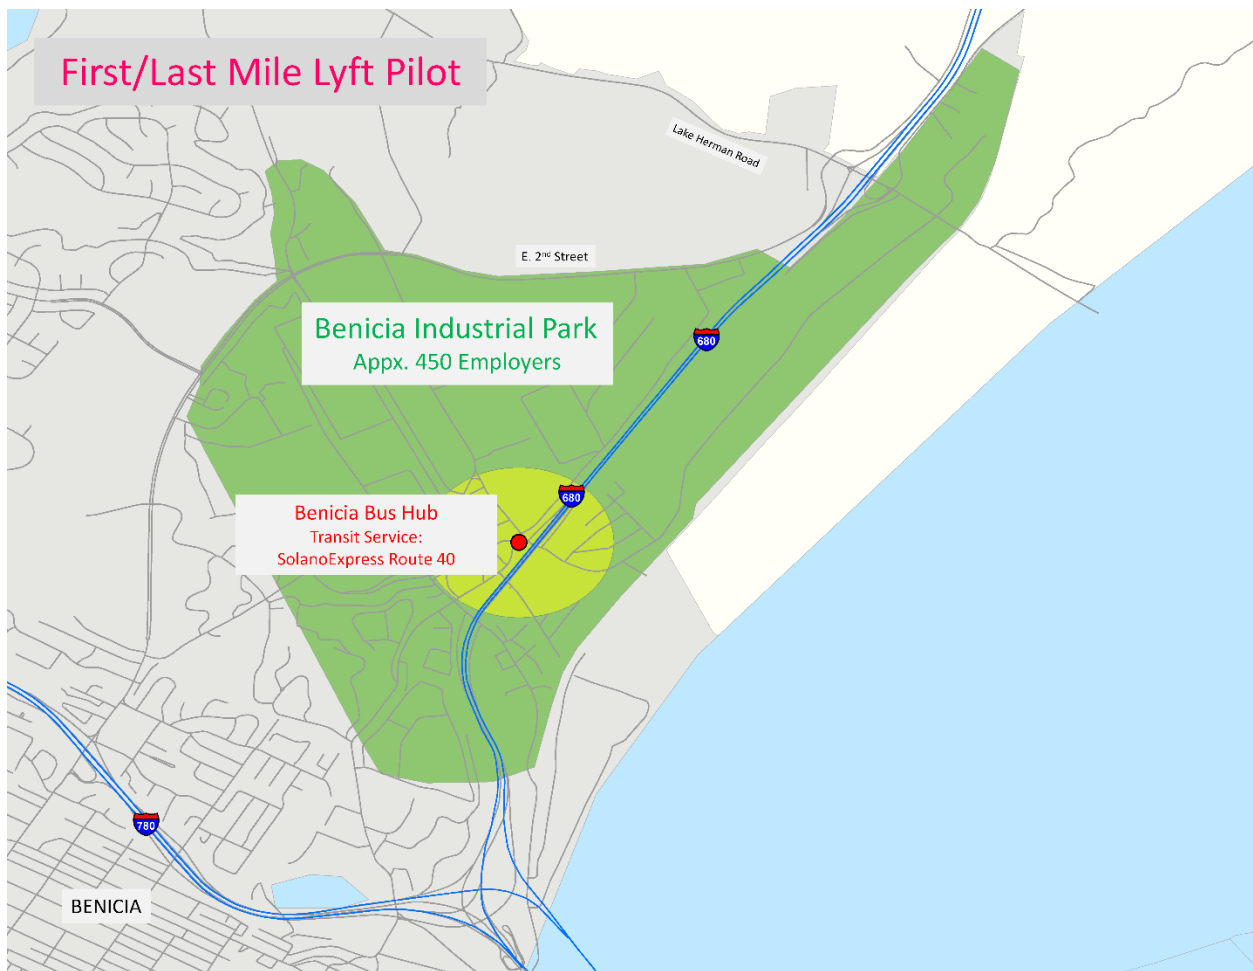 First/Last Mile Lyft Pilot
Lake Herman Road
E. 2nd Street
Benicia Industrial Park
Appx. 450 Employers
680
680
Benicia Bus Hub
Transit Service:
SolanoExpress Route 40
780
BENICIA